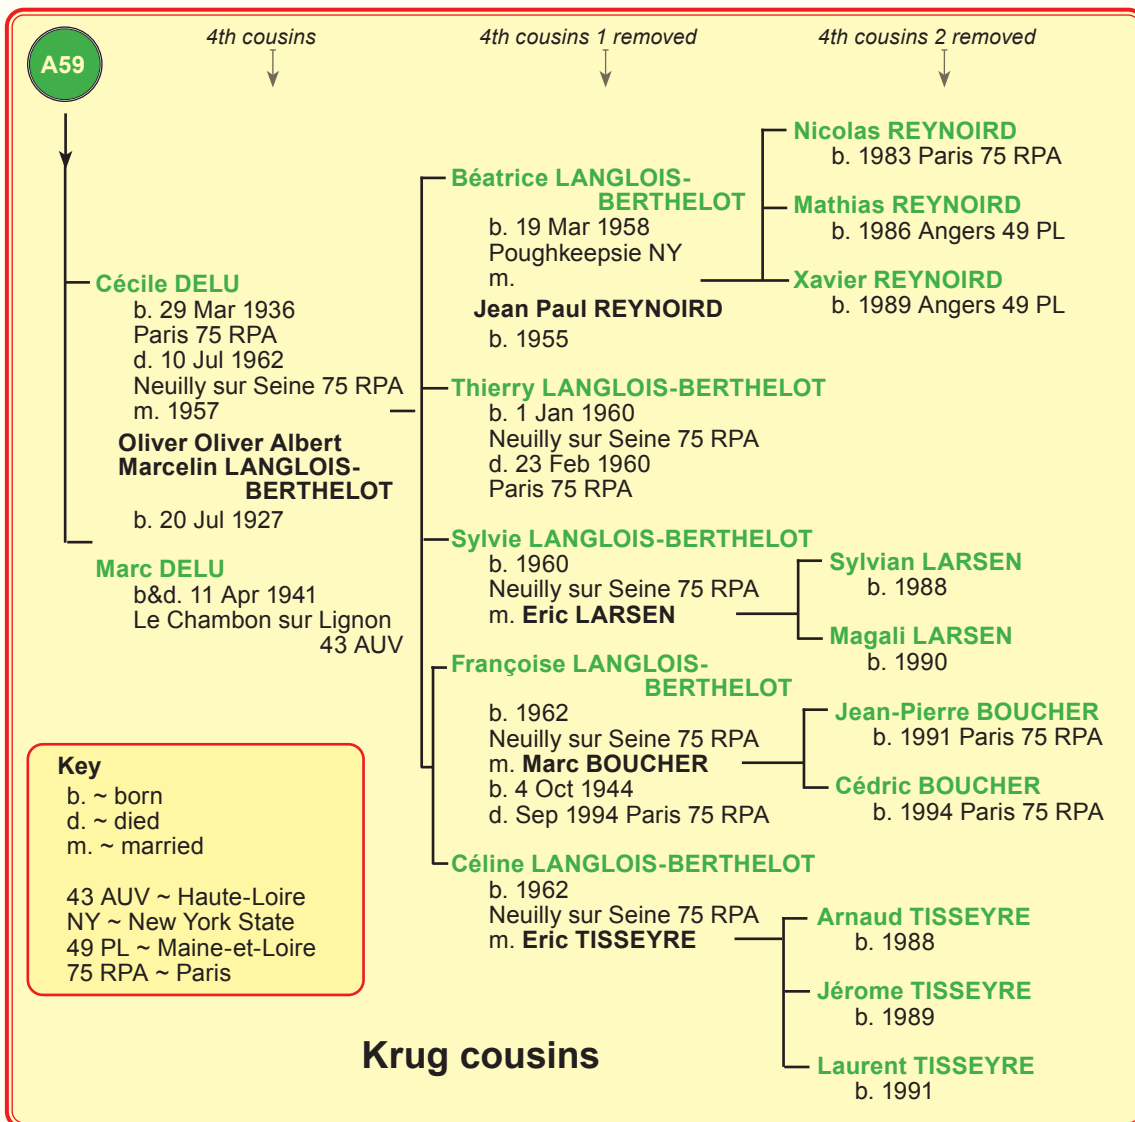 A59
4th cousins
4th cousins 1 removed
4th cousins 2 removed
Cécile DELU
b. 29 Mar 1936
Paris 75 RPA
d. 10 Jul 1962
Neuilly sur Seine 75 RPA
m. 1957
Oliver Oliver Albert
Marcelin LANGLOIS-
BERTHELOT
b. 20 Jul 1927
Marc DELU
b&d. 11 Apr 1941
Le Chambon sur Lignon
43 AUV
Béatrice LANGLOIS-
BERTHELOT
b. 19 Mar 1958
Poughkeepsie NY
m.
Jean Paul REYNOIRD
b. 1955
Thierry LANGLOIS-BERTHELOT
b. 1 Jan 1960
Neuilly sur Seine 75 RPA
d. 23 Feb 1960
Paris 75 RPA
Sylvie LANGLOIS-BERTHELOT
b. 1960
Neuilly sur Seine 75 RPA
m. Eric LARSEN
Françoise LANGLOIS-
BERTHELOT
b. 1962
Neuilly sur Seine 75 RPA
m. Marc BOUCHER
b. 4 Oct 1944
d. Sep 1994 Paris 75 RPA
Céline LANGLOIS-BERTHELOT
b. 1962
Neuilly sur Seine 75 RPA
m. Eric TISSEYRE
Nicolas REYNOIRD
b. 1983 Paris 75 RPA
Mathias REYNOIRD
b. 1986 Angers 49 PL
Xavier REYNOIRD
b. 1989 Angers 49 PL
Sylvian LARSEN
b. 1988
Magali LARSEN
b. 1990
Jean-Pierre BOUCHER
b. 1991 Paris 75 RPA
Cédric BOUCHER
b. 1994 Paris 75 RPA
Arnaud TISSEYRE
b. 1988
Jérome TISSEYRE
b. 1989
Laurent TISSEYRE
b. 1991
Key
b. ~ born
d. ~ died
m. ~ married
43 AUV ~ Haute-Loire
NY ~ New York State
49 PL ~ Maine-et-Loire
75 RPA ~ Paris
Krug cousins